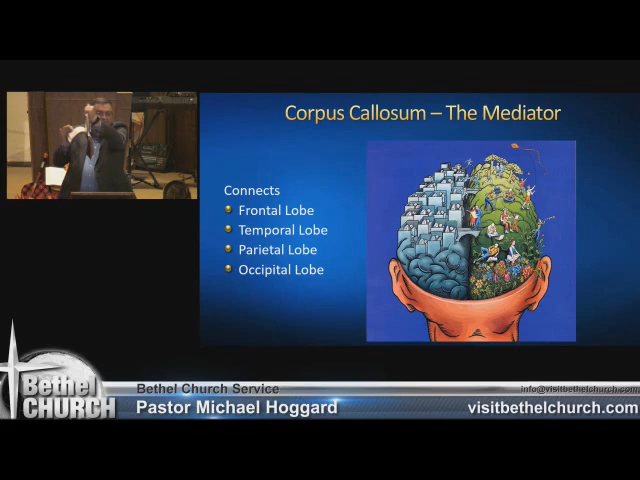 Corpus Callosum – The Mediator
Connects
Frontal Lobe
Temporal Lobe
Parietal Lobe
Occipital Lobe
Bethel
CHURCH
Bethel Church Service
info@visitbethelchurch.com
Pastor Michael Hoggard
visitbethelchurch.com